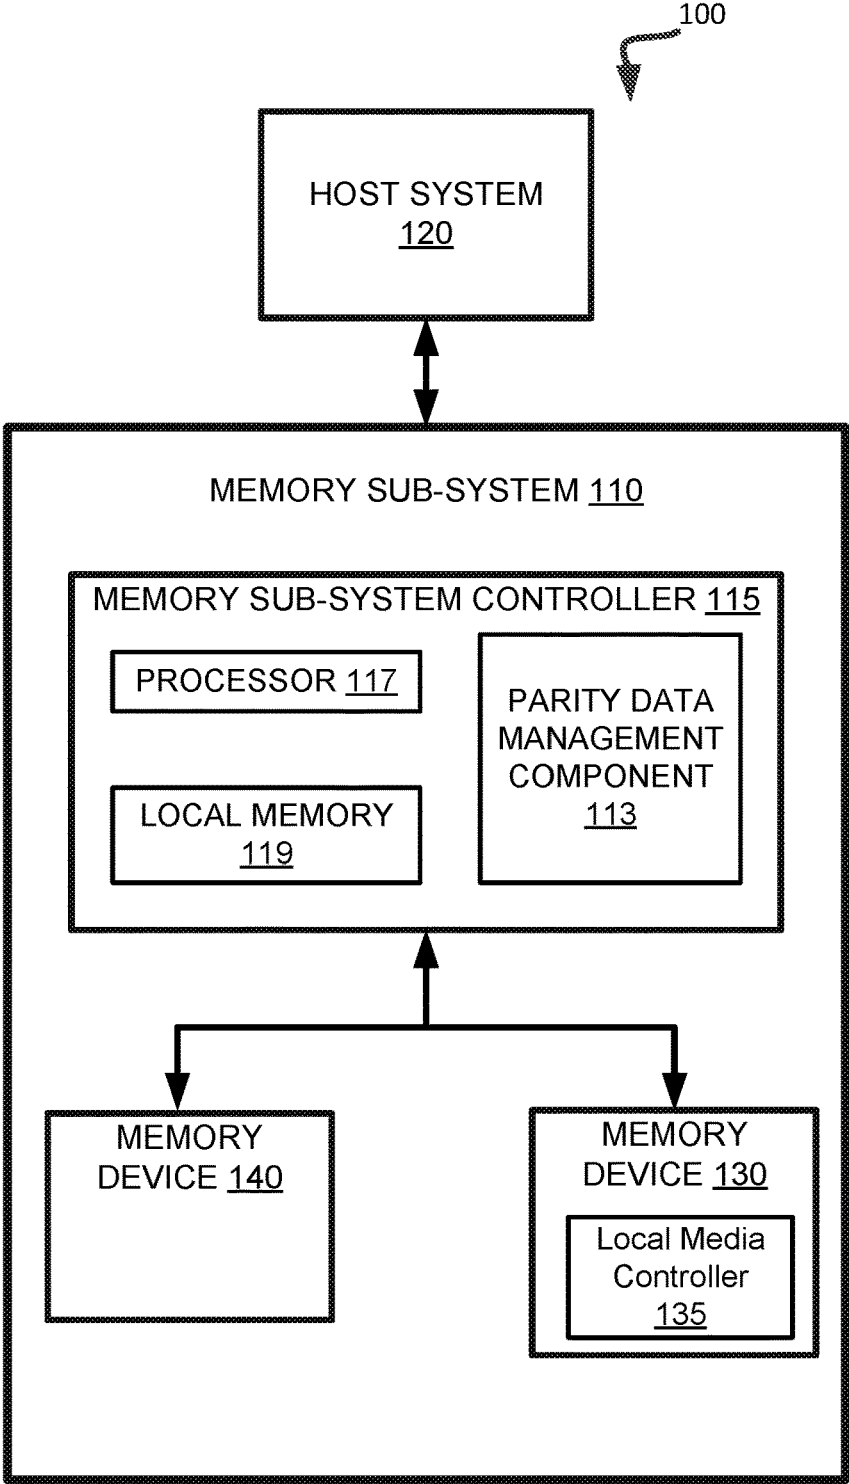 100
HOST SYSTEM
120
MEMORY SUB-SYSTEM 110
MEMORY SUB-SYSTEM CONTROLLER 115
PROCESSOR 117
LOCAL MEMORY
119
PARITY DATA
MANAGEMENT
COMPONENT
113
MEMORY
DEVICE 140
MEMORY
DEVICE 130
Local Media
Controller
135